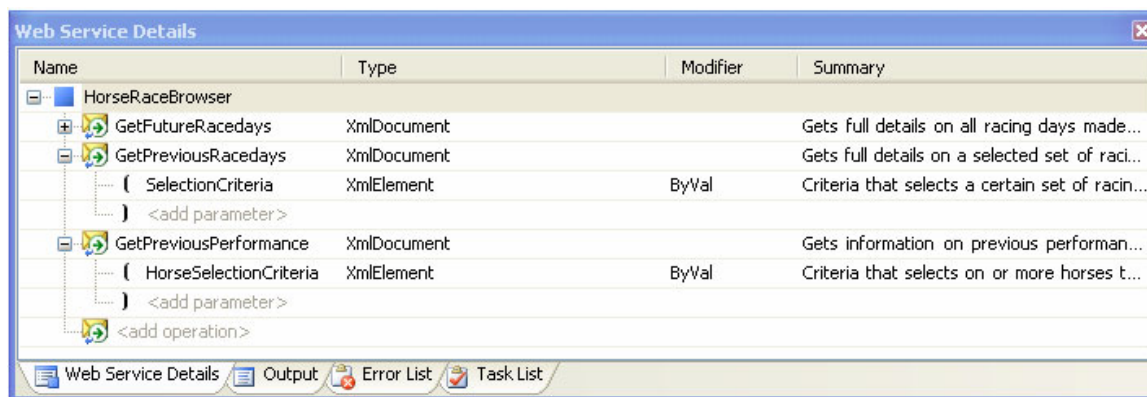 Web Service Details
Name Type Modifier Summary
HorseRaceBrowser
GetFutureRacedays XmlDocument Gets full details on all racing days made...
GetPreviousRacedays XmlDocument Gets full details on a selected set of raci...
( SelectionCriteria XmlElement ByVal Criteria that selects a certain set of racin...
) <add parameter>
GetPreviousPerformance XmlDocument Gets information on previous performan...
( HorseSelectionCriteria XmlElement ByVal Criteria that selects on or more horses t...
) <add parameter>
<add operation>
Web Service Details Output Error List Task List